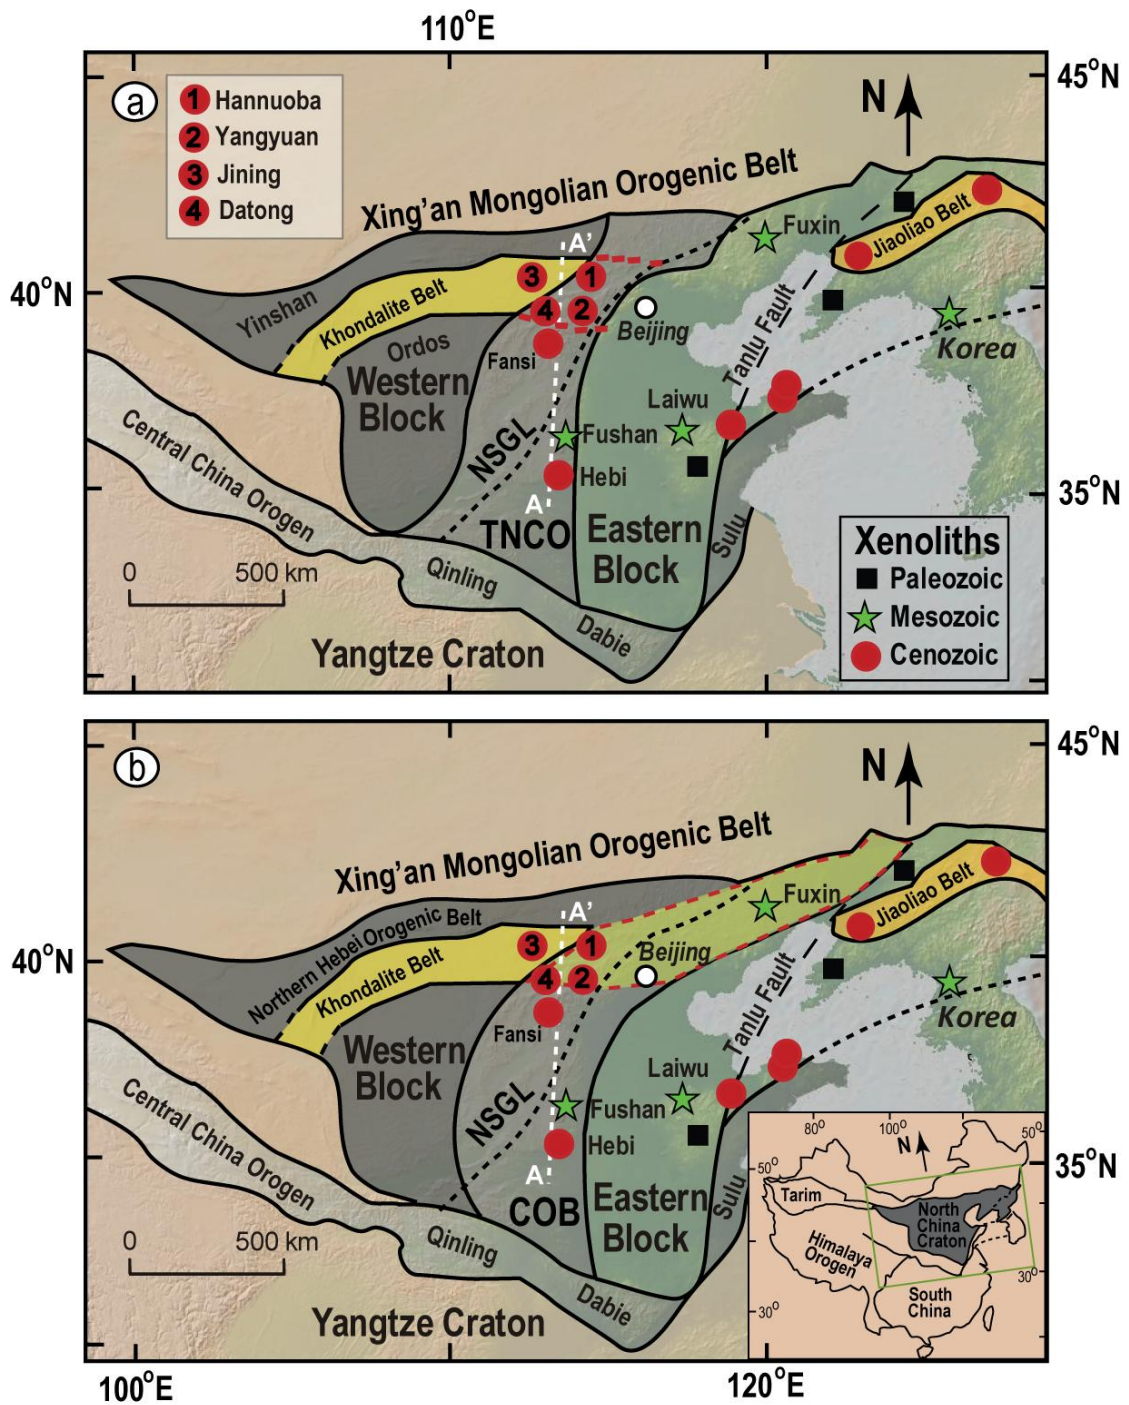 110°E
45°N
a
1 Hannuoba
2 Yangyuan
3 Jining
4 Datong
N
Xing'an Mongolian Orogenic Belt
Fuxin
Jiaoliao Belt
A'
40°N
3
1
4
2
Yinshan
Khondalite Belt
Beijing
Tanlu Fault
Korea
Ordos
Fansi
Western
Block
Laiwu
Central China Orogen
NSGL
Fushan
Hebi
A
35°N
TNCO
Eastern
Block
Sulu
0 500 km
Qinling
Dabie
Yangtze Craton
Xenoliths
Paleozoic
Mesozoic
Cenozoic
b
45°N
N
Xing'an Mongolian Orogenic Belt
Fuxin
Jiaoliao Belt
A'
40°N
Northern Hebei Orogenic Belt
Khondalite Belt
3
1
4
2
Beijing
Tanlu Fault
Korea
Fansi
Western
Block
Laiwu
Central China Orogen
NSGL
Fushan
Hebi
A
35°N
COB
Eastern
Block
Sulu
0 500 km
Qinling
Dabie
Yangtze Craton
80° 100° 50°
N
50°
Tarim
North
China
Craton
Himalaya
Orogen
30°
South
China
30°
100°E
120°E